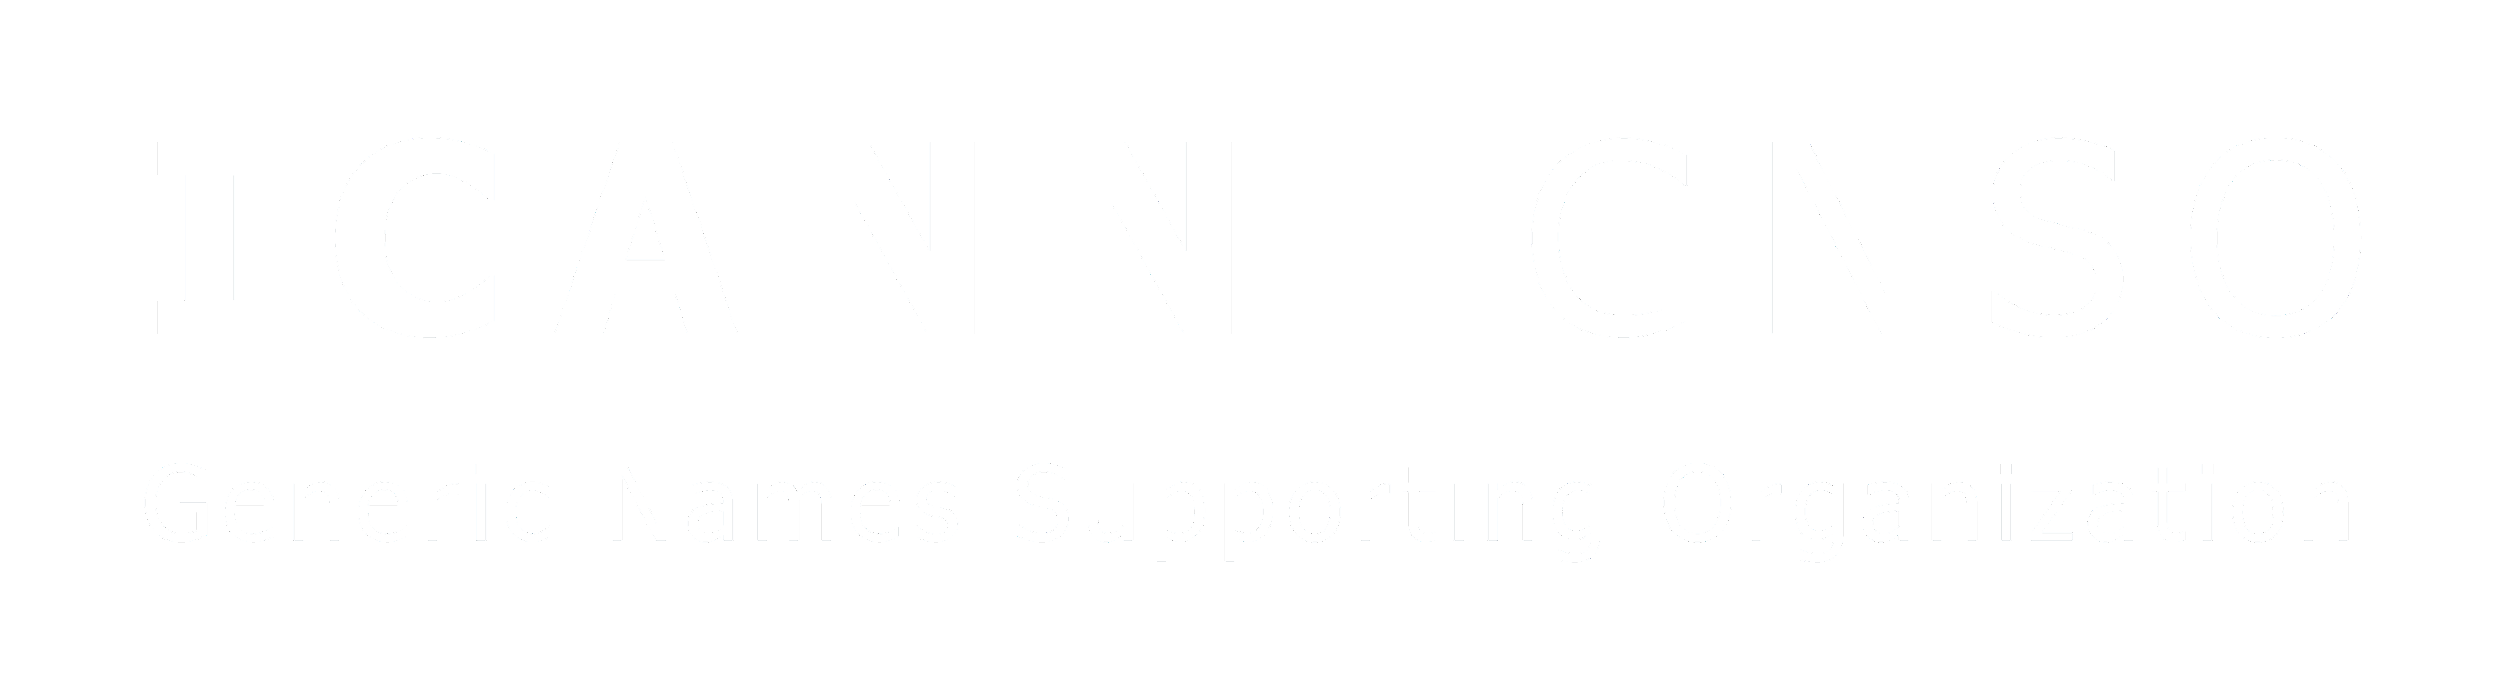 ICANN GNSO
Generic Names Supporting Organization